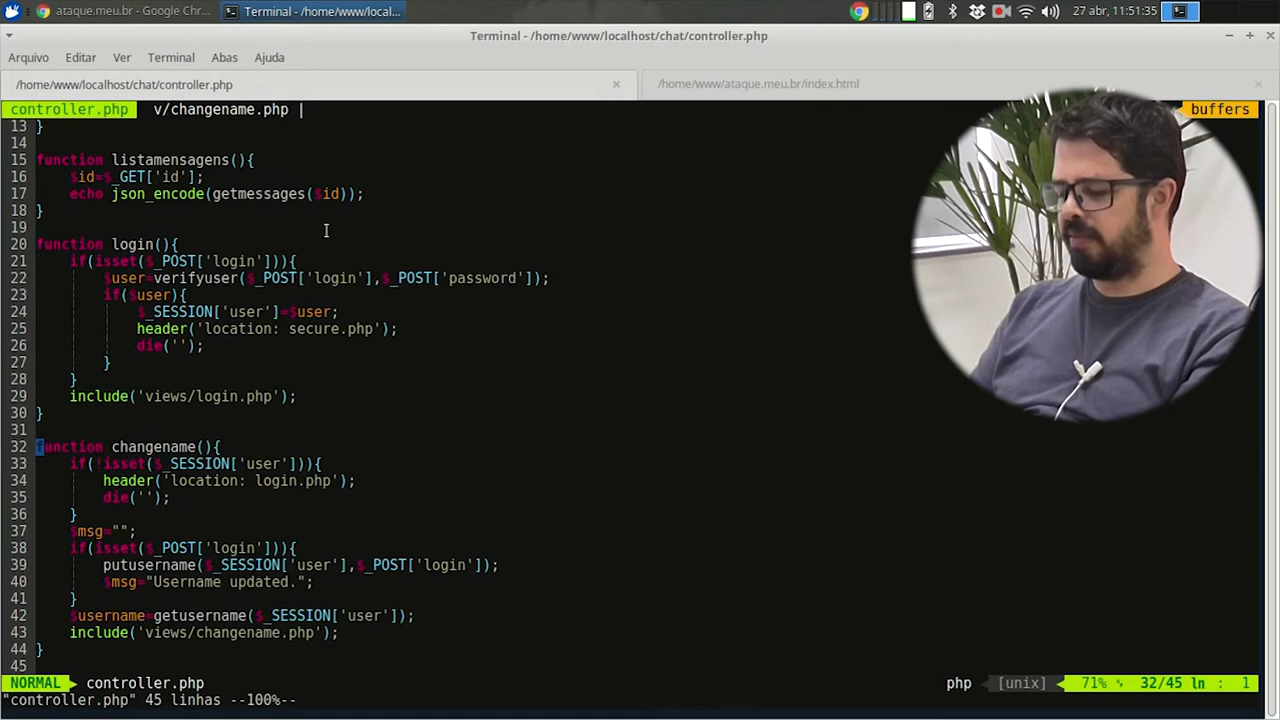 ataque.meu.br - Google Chr...
Terminal - /home/www/local...
27 abr, 11:51:35
Terminal - /home/www/localhost/chat/controller.php
Arquivo Editar Ver Terminal Abas Ajuda
/home/www/localhost/chat/controller.php
/home/www/ataque.meu.br/index.html
controller.php v/changename.php | buffers
13 }
14
15 function listamensagens(){
16 $id=$_GET['id'];
17 echo json_encode(getmessages($id));
18 }
19
20 function login(){
21 if(isset($_POST['login'])){
22 $user=verifyuser($_POST['login'],$_POST['password']);
23 if($user){
24 $_SESSION['user']=$user;
25 header('location: secure.php');
26 die('');
27 }
28 }
29 include('views/login.php');
30 }
31
32 function changename(){
33 if(!isset($_SESSION['user'])){
34 header('location: login.php');
35 die('');
36 }
37 $msg="";
38 if(isset($_POST['login'])){
39 putusername($_SESSION['user'],$_POST['login']);
40 $msg="Username updated.";
41 }
42 $username=getusername($_SESSION['user']);
43 include('views/changename.php');
44 }
45
NORMAL controller.php php [unix] 71% 32/45 ln : 1
"controller.php" 45 linhas --100%--